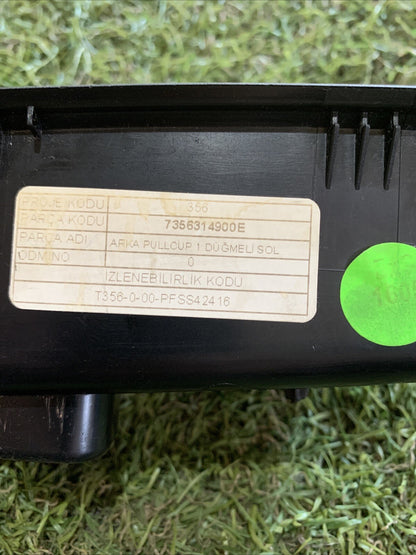 PROJE KODU 356
PARÇA KODU 7356314900E
PARÇA ADI ARKA PULLCUP 1 DÜĞMELİ SOL
ODM NO 0
İZLENEBİLİRLİK KODU
T356-0-00-PFSS42416